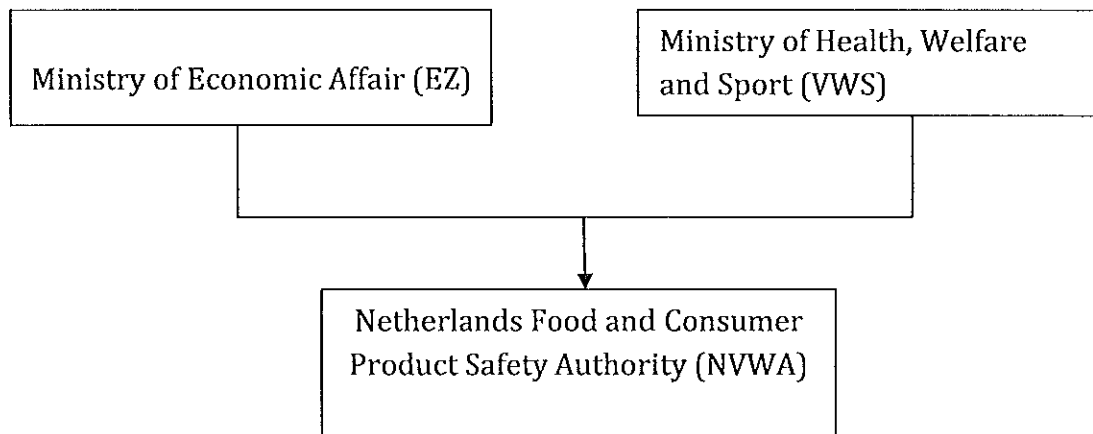 Ministry of Economic Affair (EZ)
Ministry of Health, Welfare
and Sport (VWS)
Netherlands Food and Consumer
Product Safety Authority (NVWA)